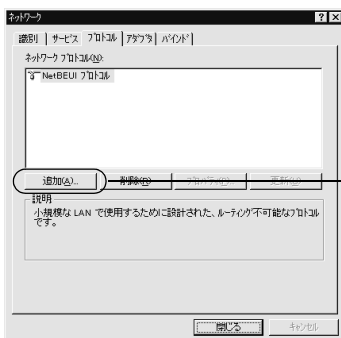 ネットワーク
識別 サービス プロトコル アダプタ バインド
ネットワーク プロトコル(N):
NetBEUI プロトコル
追加(A)... 削除(R) プロパティ(P)... 更新(U)
説明
小規模な LAN で使用するために設計された、ルーティング不可能なプロトコル
です。
閉じる キャンセル